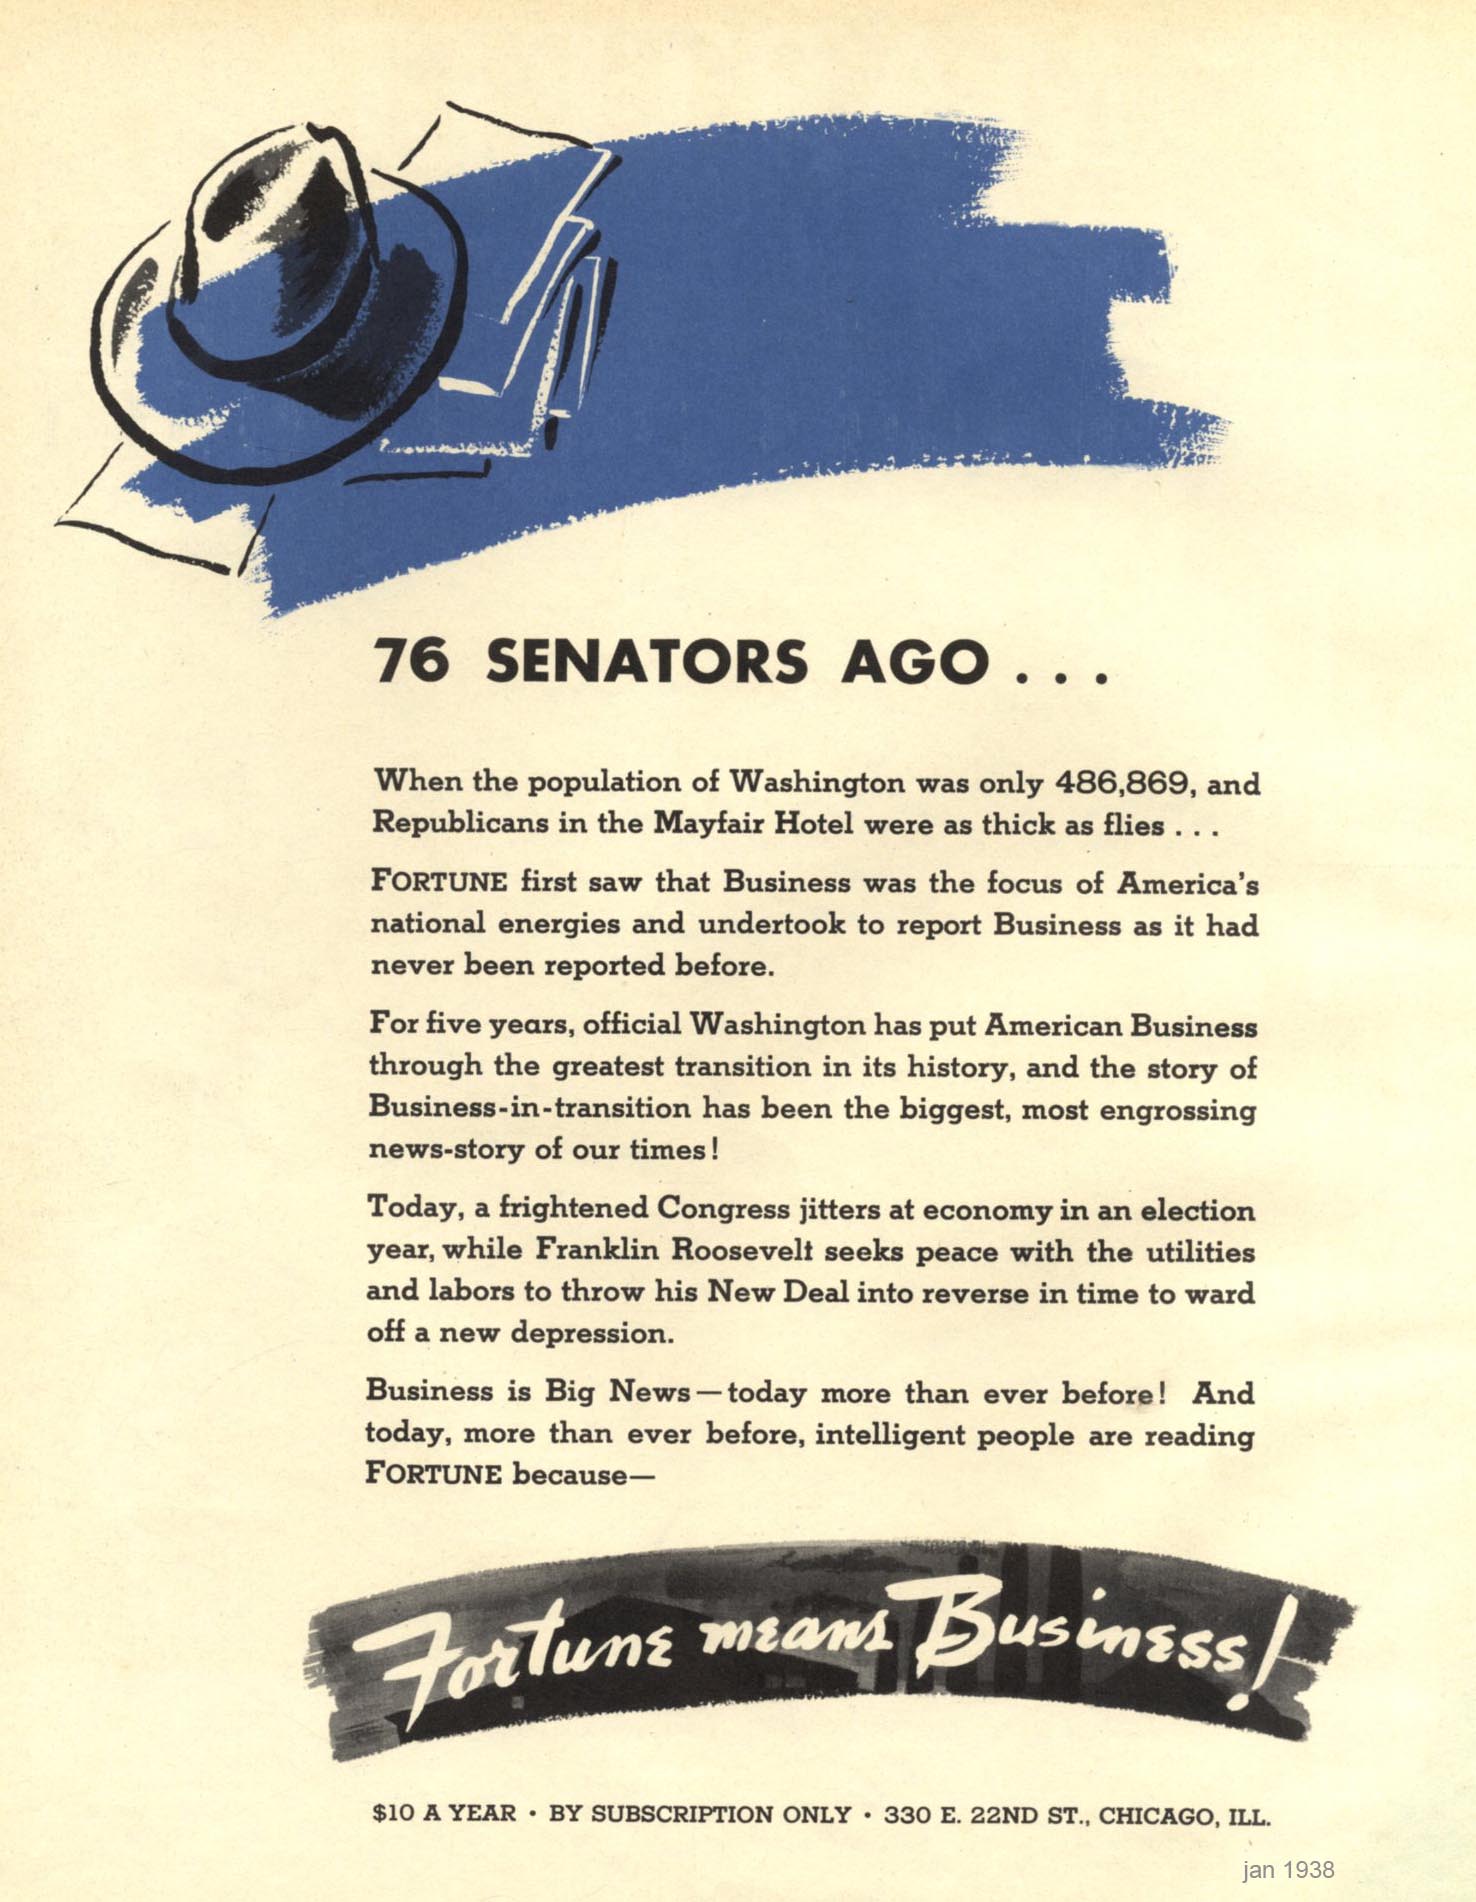 76 SENATORS AGO . . .
When the population of Washington was only 486,869, and
Republicans in the Mayfair Hotel were as thick as flies . . .
FORTUNE first saw that Business was the focus of America's
national energies and undertook to report Business as it had
never been reported before.
For five years, official Washington has put American Business
through the greatest transition in its history, and the story of
Business-in-transition has been the biggest, most engrossing
news-story of our times!
Today, a frightened Congress jitters at economy in an election
year, while Franklin Roosevelt seeks peace with the utilities
and labors to throw his New Deal into reverse in time to ward
off a new depression.
Business is Big News—today more than ever before! And
today, more than ever before, intelligent people are reading
FORTUNE because—
Fortune means Business!
$10 A YEAR • BY SUBSCRIPTION ONLY • 330 E. 22ND ST., CHICAGO, ILL.
jan 1938